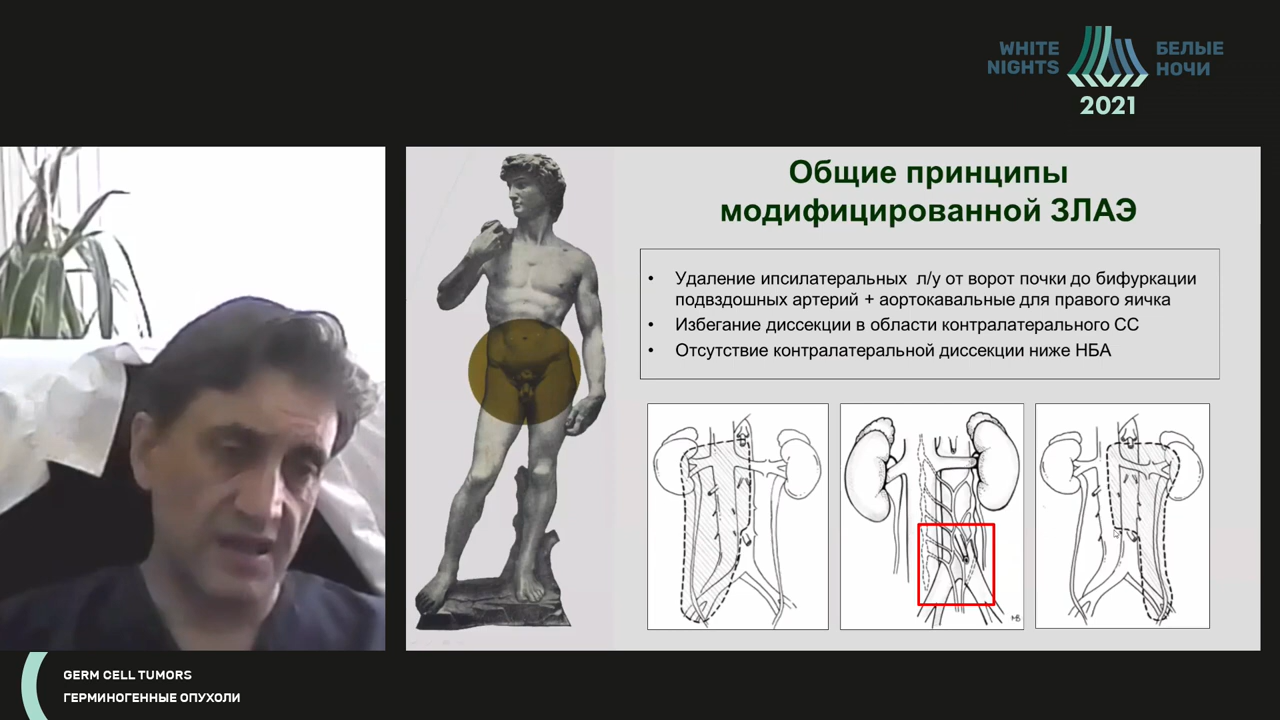 WHITE
NIGHTS
БЕЛЫЕ
НОЧИ
2021
Общие принципы
модифицированной ЗЛАЭ
• Удаление ипсилатеральных л/у от ворот почки до бифуркации
подвздошных артерий + аортокавальные для правого яичка
• Избегание диссекции в области контралатерального СС
• Отсутствие контралатеральной диссекции ниже НБА
GERM CELL TUMORS
ГЕРМИНОГЕННЫЕ ОПУХОЛИ